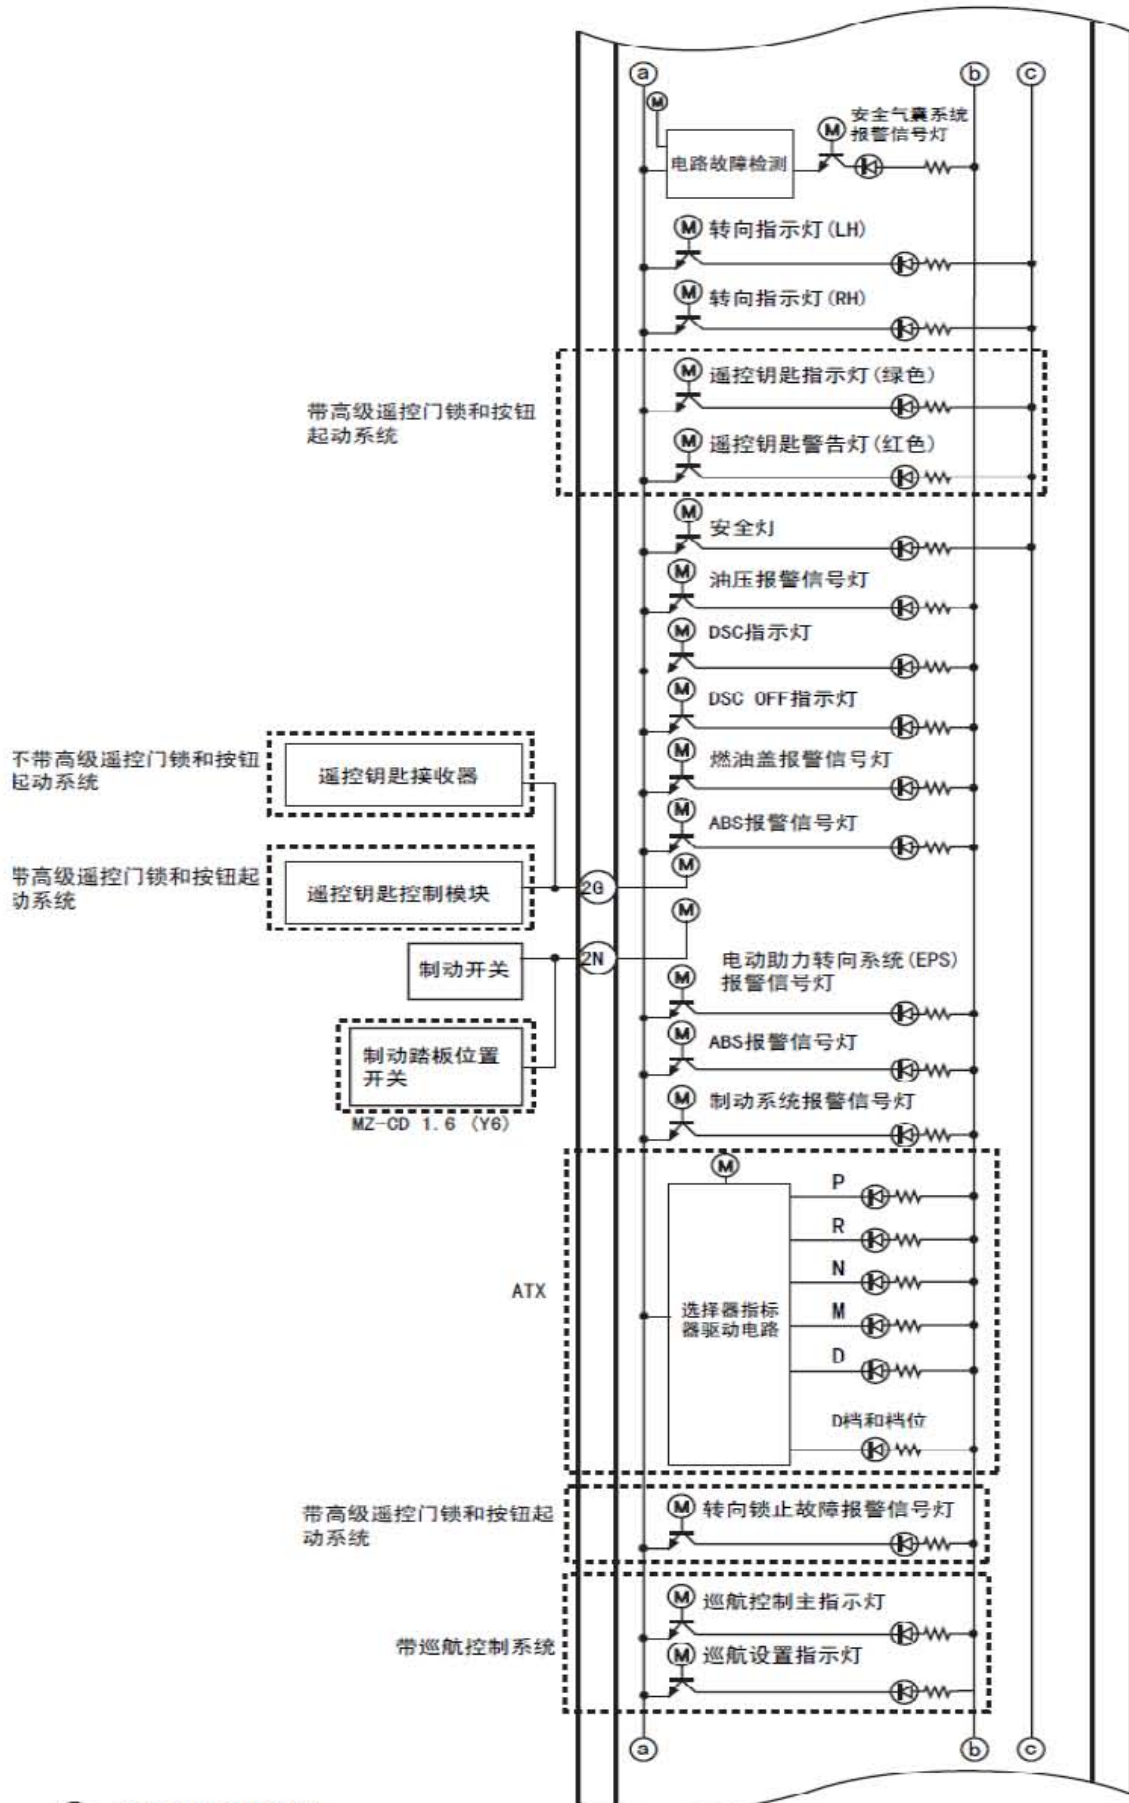 a
b
c
M
安全气囊系统
报警信号灯
M
电路故障检测
M
转向指示灯(LH)
M
转向指示灯(RH)
M
遥控钥匙指示灯(绿色)
带高级遥控门锁和按钮
起动系统
M
遥控钥匙警告灯(红色)
M
安全灯
M
油压报警信号灯
M
DSC指示灯
M
DSC OFF指示灯
不带高级遥控门锁和按钮
起动系统
遥控钥匙接收器
M
燃油盖报警信号灯
M
ABS报警信号灯
带高级遥控门锁和按钮起
动系统
遥控钥匙控制模块
2G
M
M
制动开关
2N
电动助力转向系统(EPS)
报警信号灯
M
制动踏板位置
开关
MZ-CD 1.6 (Y6)
M
ABS报警信号灯
M
制动系统报警信号灯
ATX
M
选择器指标
器驱动电路
P
R
N
M
D
D档和档位
带高级遥控门锁和按钮起
动系统
M
转向锁止故障报警信号灯
带巡航控制系统
M
巡航控制主指示灯
M
巡航设置指示灯
a
b
c